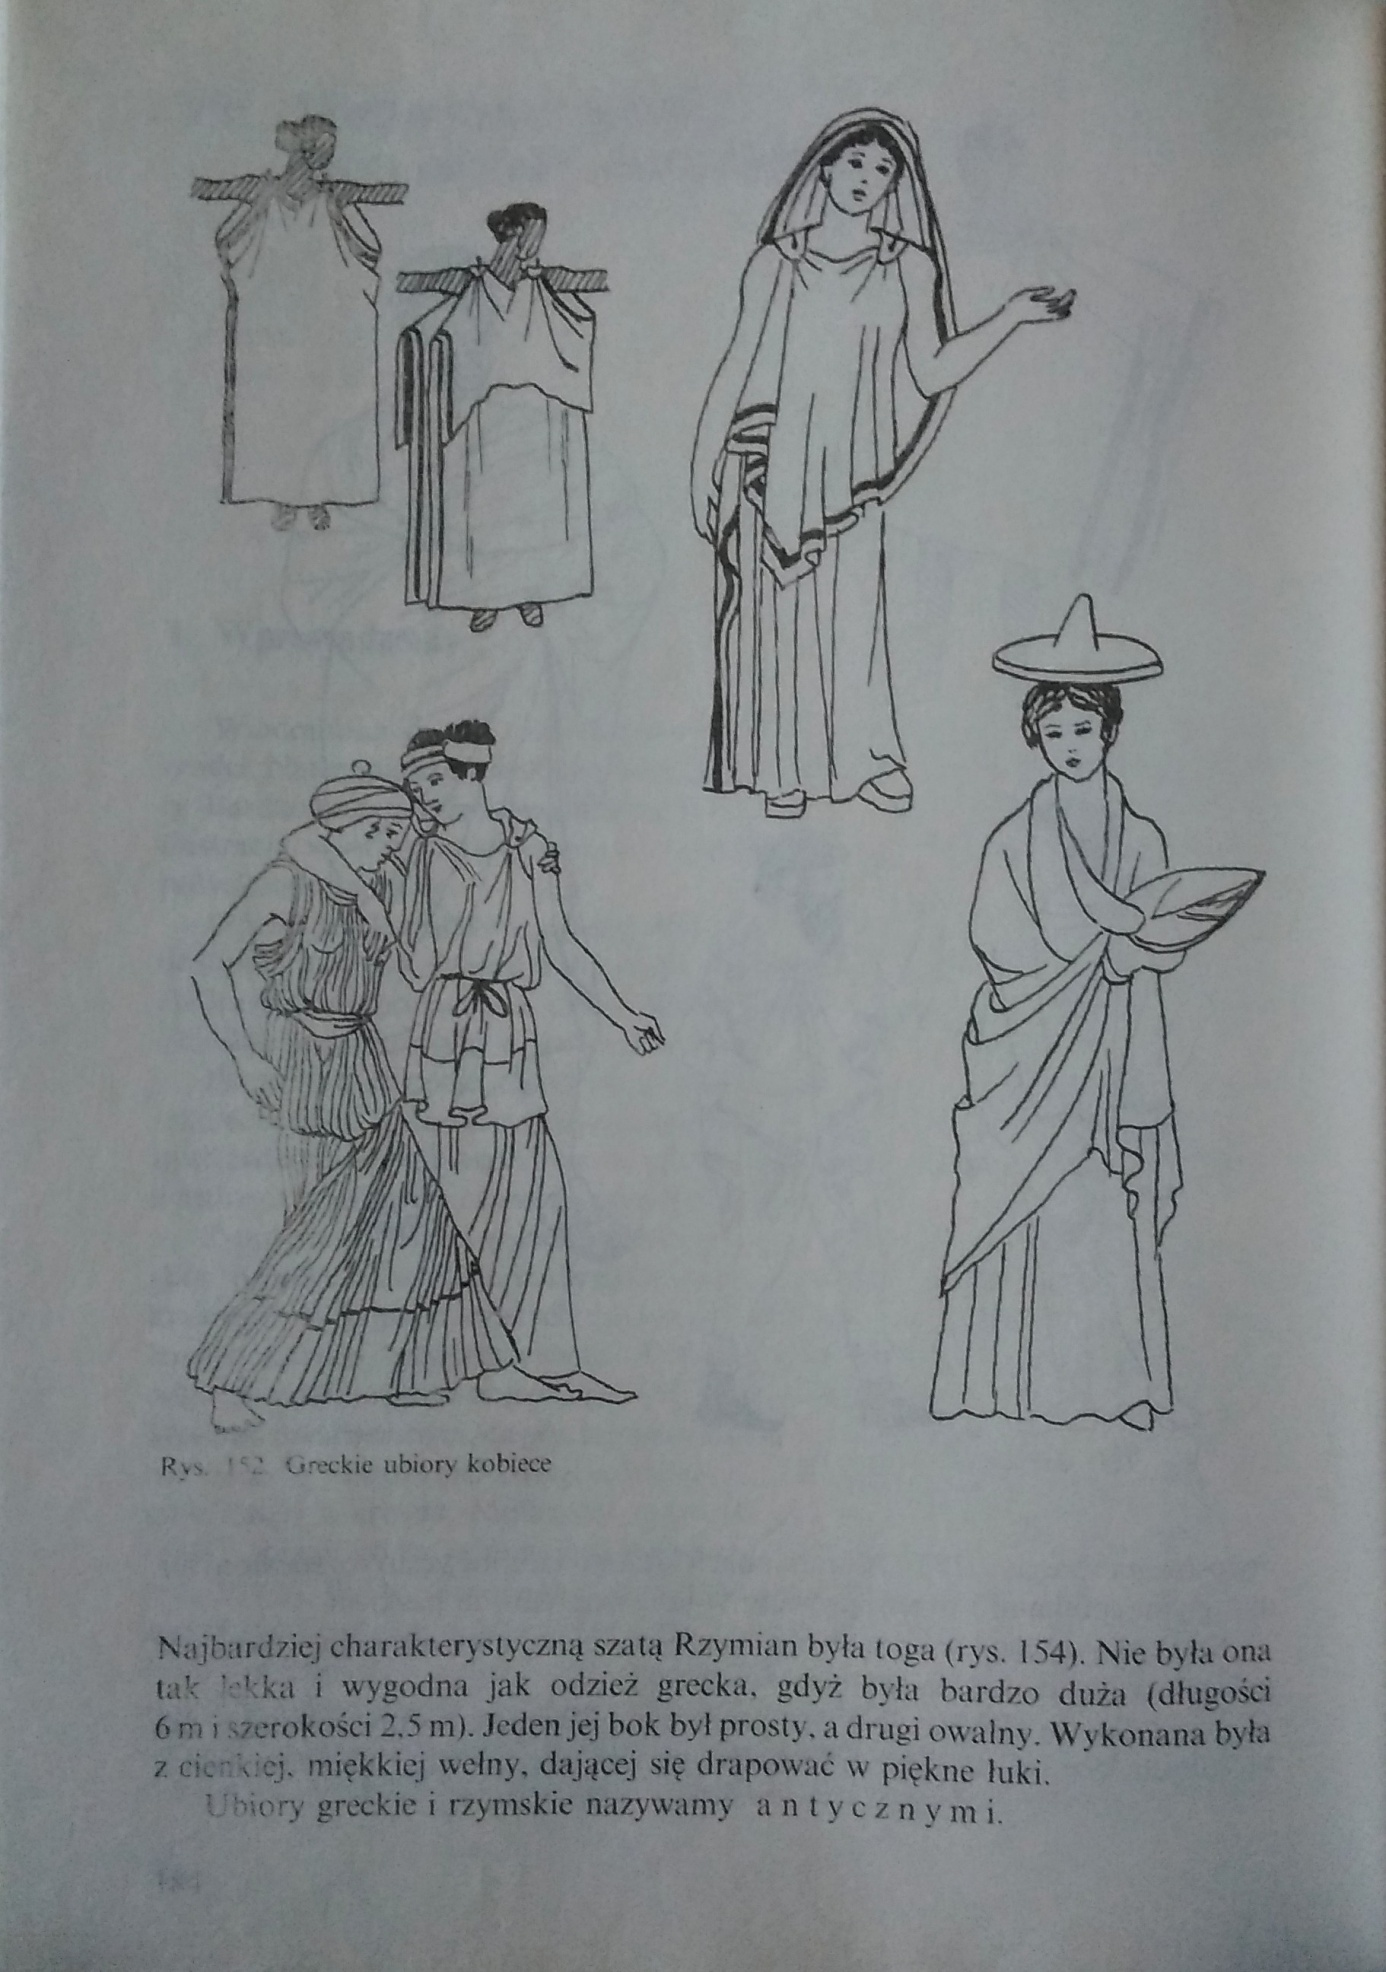 Rys. 152. Greckie ubiory kobiece
Najbardziej charakterystyczną szatą Rzymian była toga (rys. 154). Nie była ona
tak lekka i wygodna jak odzież grecka, gdyż była bardzo duża (długości
6 m i szerokości 2,5 m). Jeden jej bok był prosty, a drugi owalny. Wykonana była
z cienkiej, miękkiej wełny, dającej się drapować w piękne łuki.
Ubiory greckie i rzymskie nazywamy antycznymi.